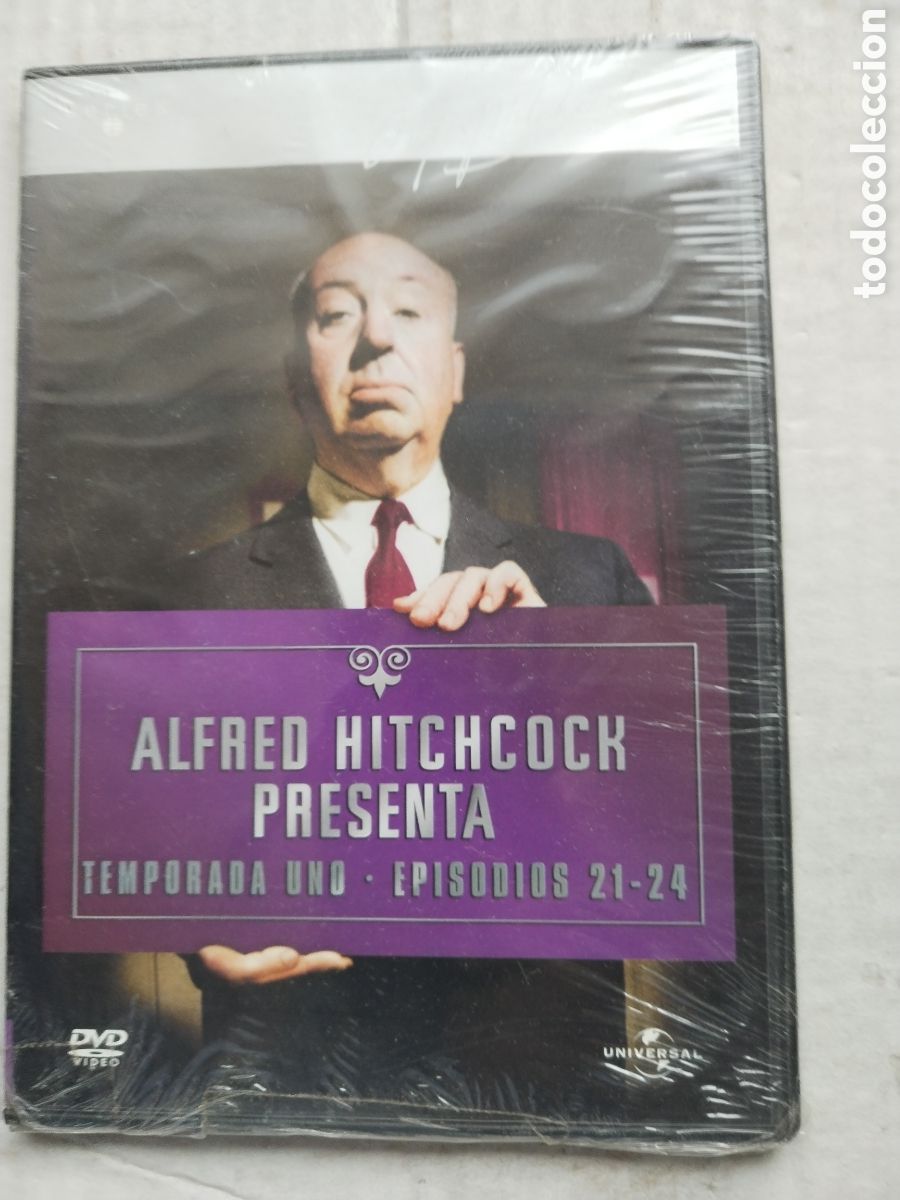 ALFRED HITCHCOCK
PRESENTA
TEMPORADA UNO · EPISODIOS 21-24
DVD
VIDEO
UNIVERSAL
todocoleccion